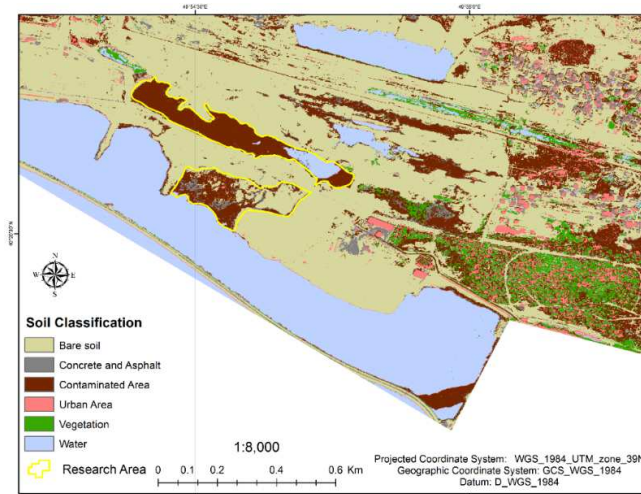 N
W E
S
Soil Classification
Bare soil
Concrete and Asphalt
Contaminated Area
Urban Area
Vegetation
Water
Research Area
1:8,000
0 0.1 0.2 0.4 0.6 Km
Projected Coordinate System: WGS_1984_UTM_zone_39N
Geographic Coordinate System: GCS_WGS_1984
Datum: D_WGS_1984